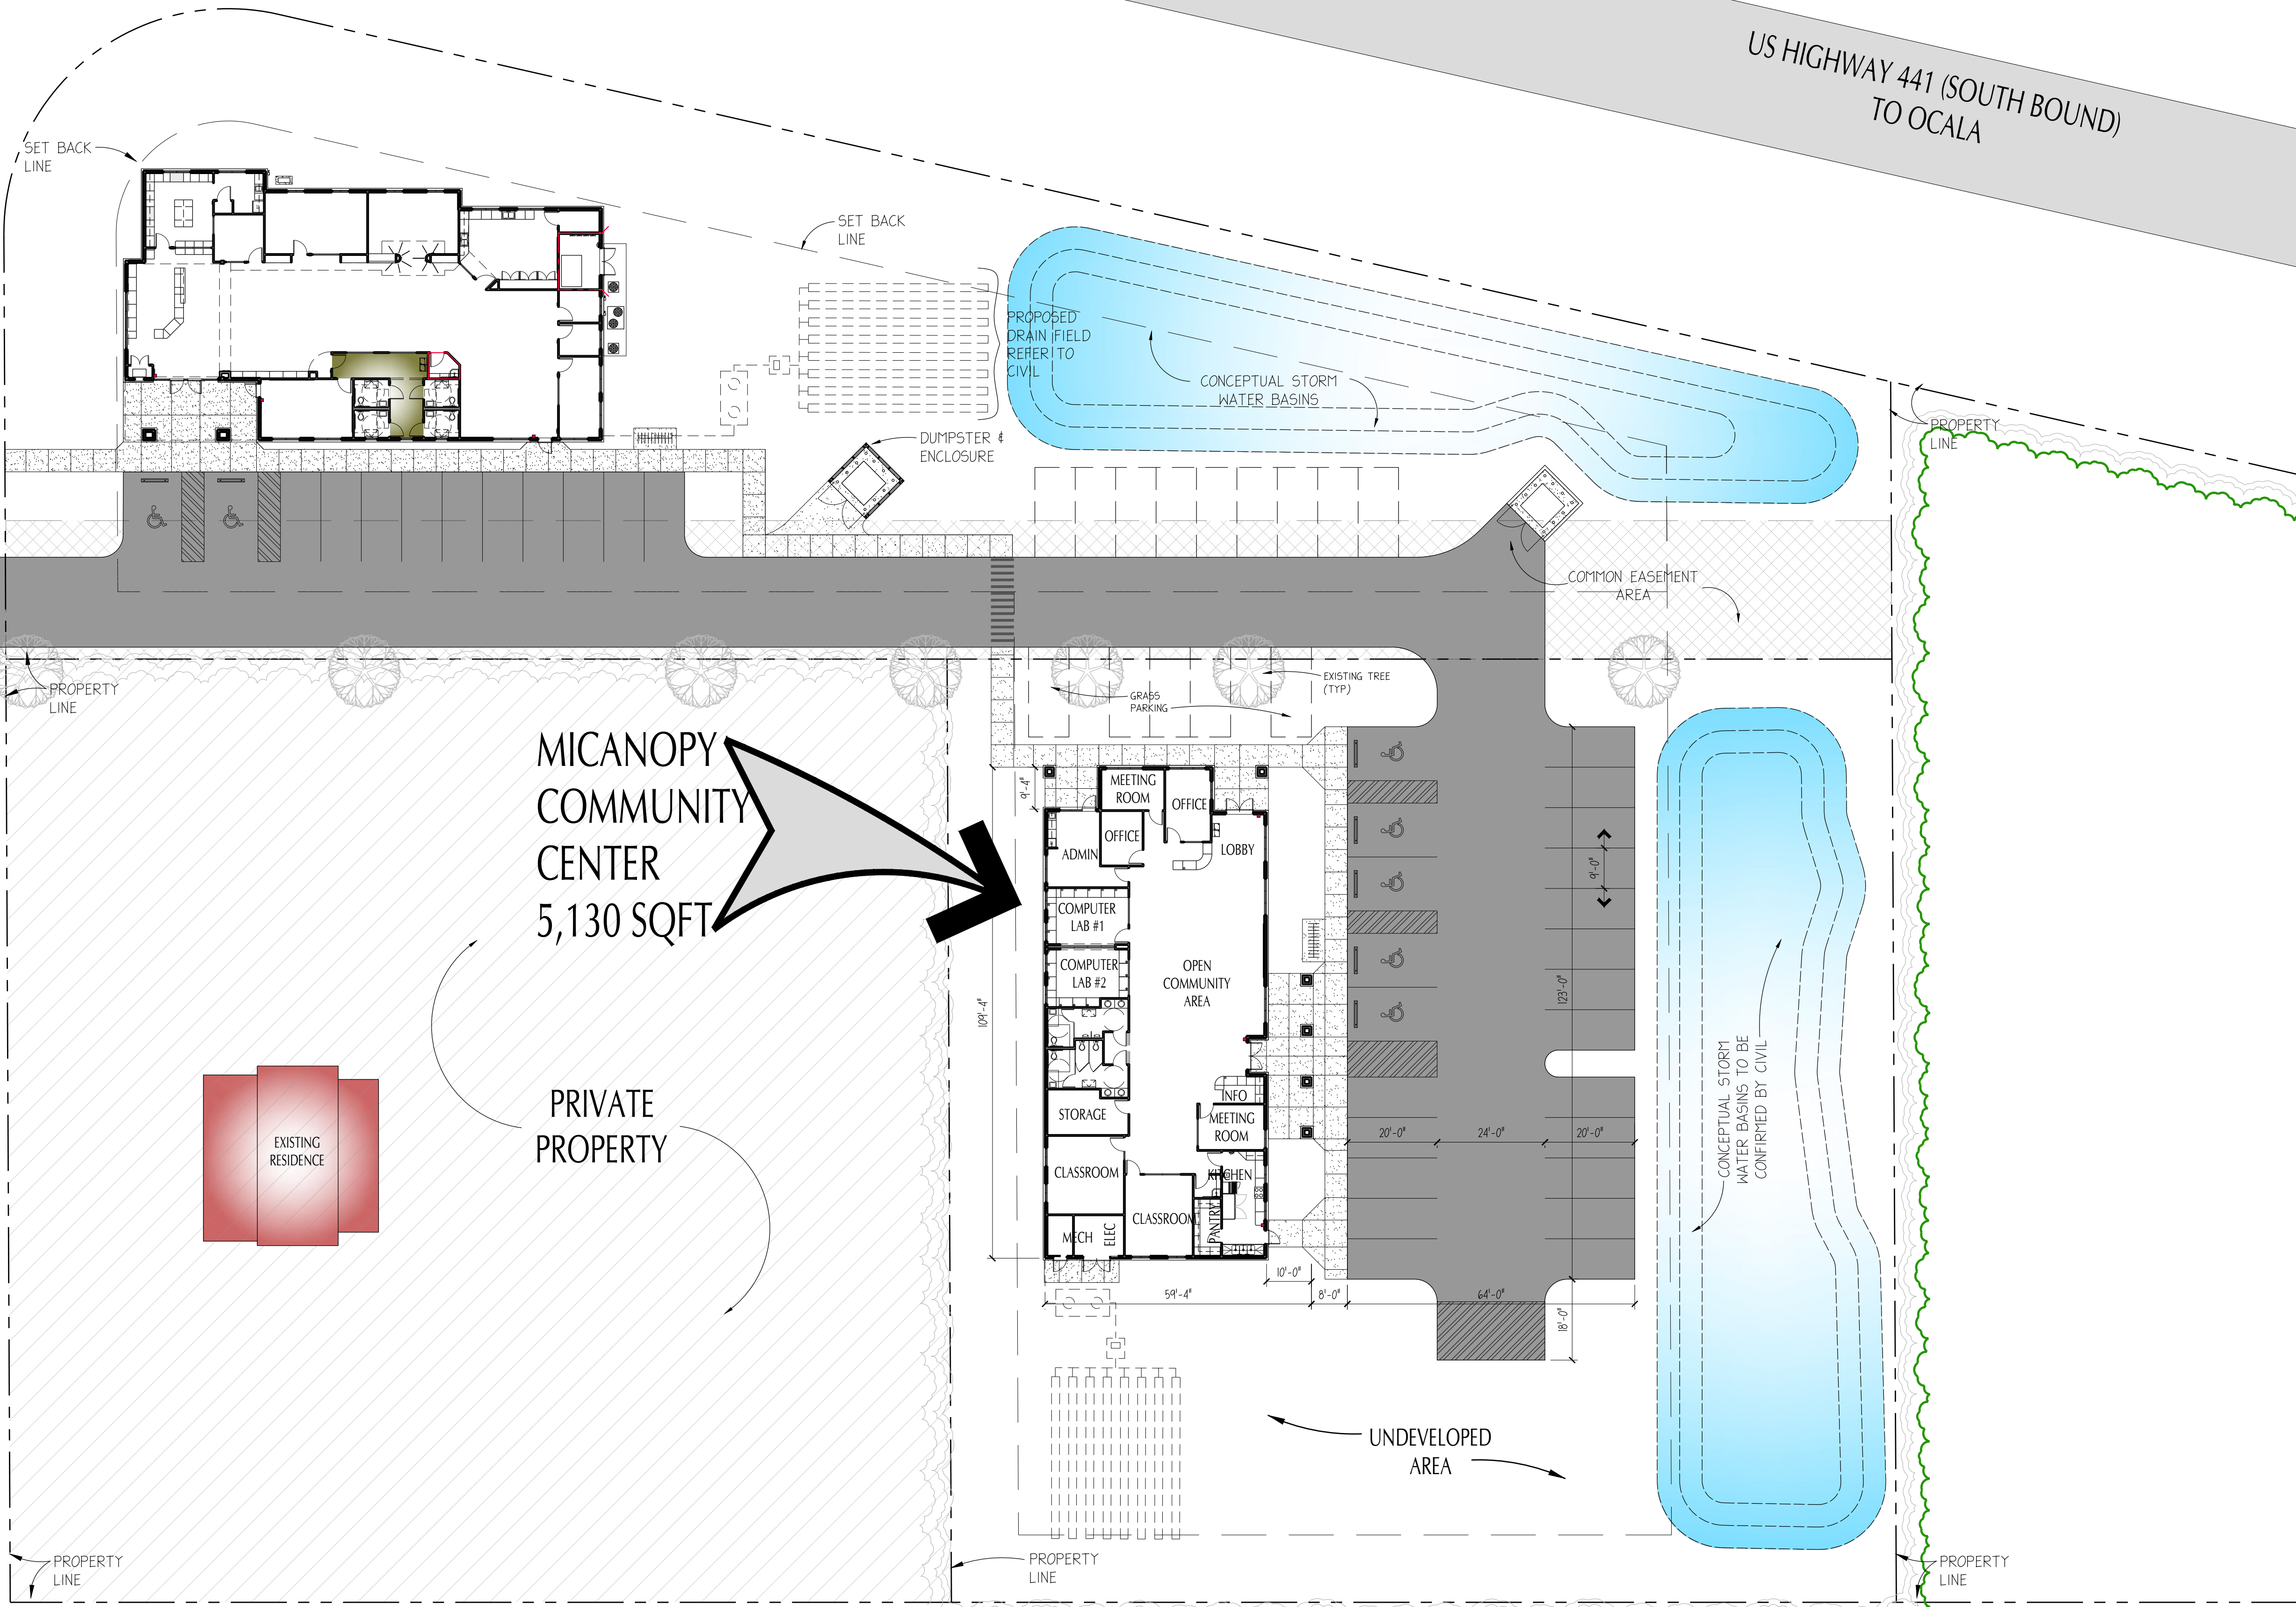 US HIGHWAY 441 (SOUTH BOUND)
TO OCALA
SET BACK
LINE
SET BACK
LINE
PROPOSED
DRAIN FIELD
REFER TO
CIVIL
CONCEPTUAL STORM
WATER BASINS
DUMPSTER &
ENCLOSURE
PROPERTY
LINE
COMMON EASEMENT
AREA
PROPERTY
LINE
EXISTING TREE
(TYP)
GRASS
PARKING
MICANOPY
COMMUNITY
CENTER
5,130 SQFT
9'-4"
MEETING
ROOM
OFFICE
OFFICE
ADMIN
LOBBY
COMPUTER
LAB #1
COMPUTER
LAB #2
OPEN
COMMUNITY
AREA
109'-4"
9'-0"
123'-0"
INFO
STORAGE
MEETING
ROOM
CLASSROOM
KITCHEN
CLASSROOM
PANTRY
MECH
ELEC
20'-0"
24'-0"
20'-0"
10'-0"
59'-4"
8'-0"
64'-0"
18'-0"
CONCEPTUAL STORM
WATER BASINS TO BE
CONFIRMED BY CIVIL
EXISTING
RESIDENCE
PRIVATE
PROPERTY
UNDEVELOPED
AREA
PROPERTY
LINE
PROPERTY
LINE
PROPERTY
LINE